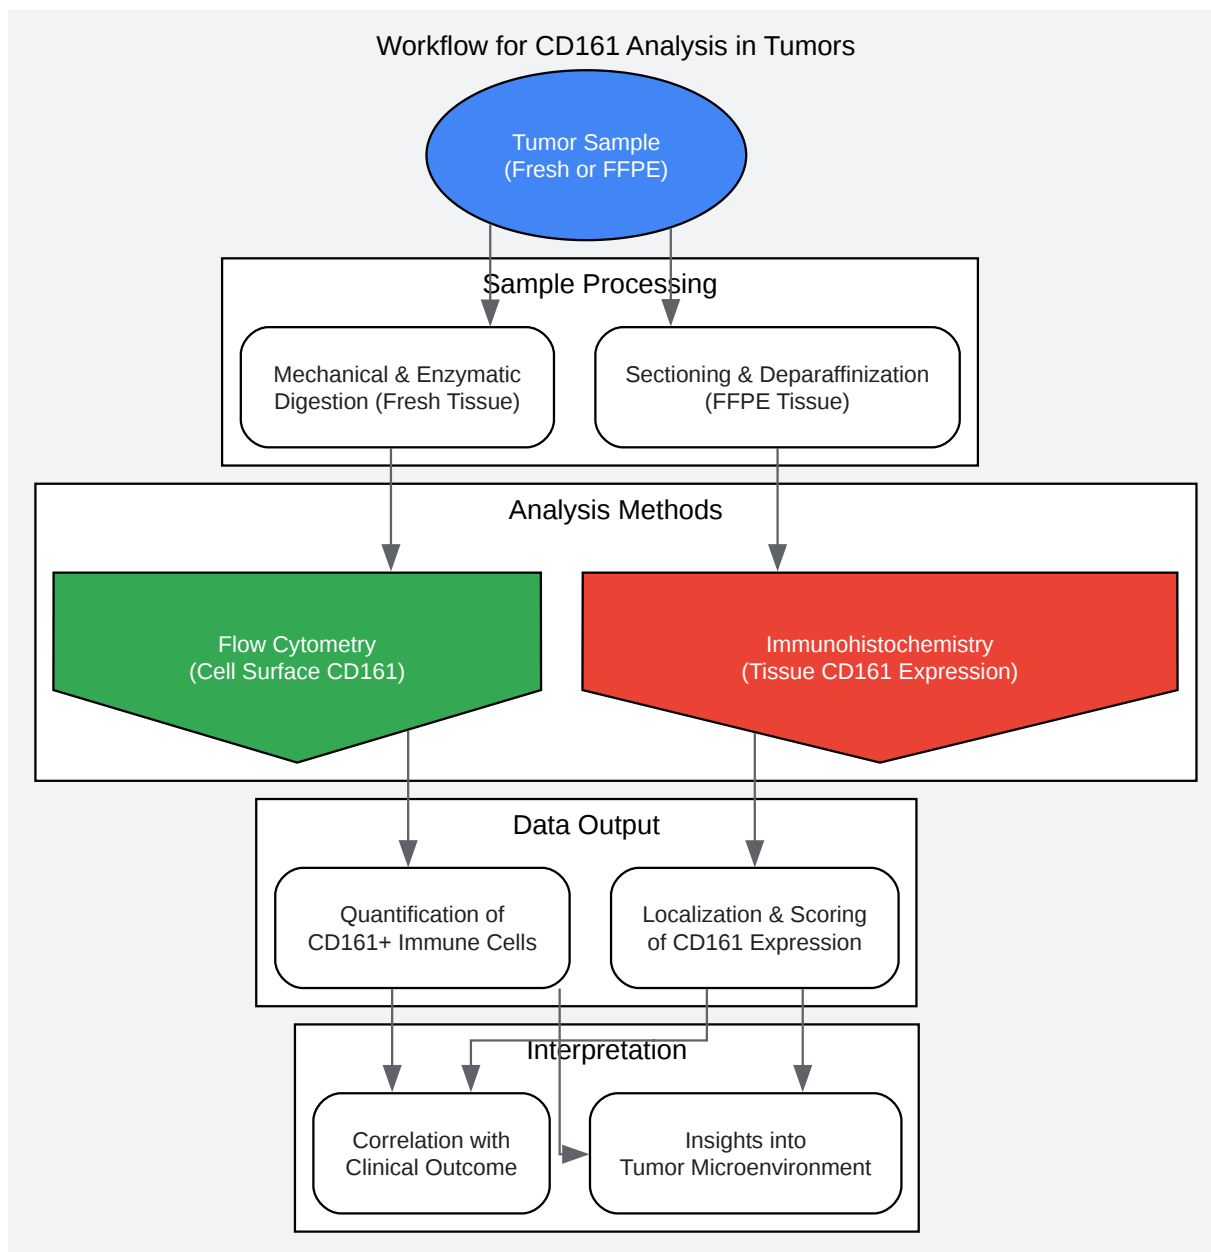 Workflow for CD161 Analysis in Tumors
Tumor Sample
(Fresh or FFPE)
Sample Processing
Mechanical & Enzymatic
Digestion (Fresh Tissue)
Sectioning & Deparaffinization
(FFPE Tissue)
Analysis Methods
Flow Cytometry
(Cell Surface CD161)
Immunohistochemistry
(Tissue CD161 Expression)
Data Output
Quantification of
CD161+ Immune Cells
Localization & Scoring
of CD161 Expression
Interpretation
Correlation with
Clinical Outcome
Insights into
Tumor Microenvironment